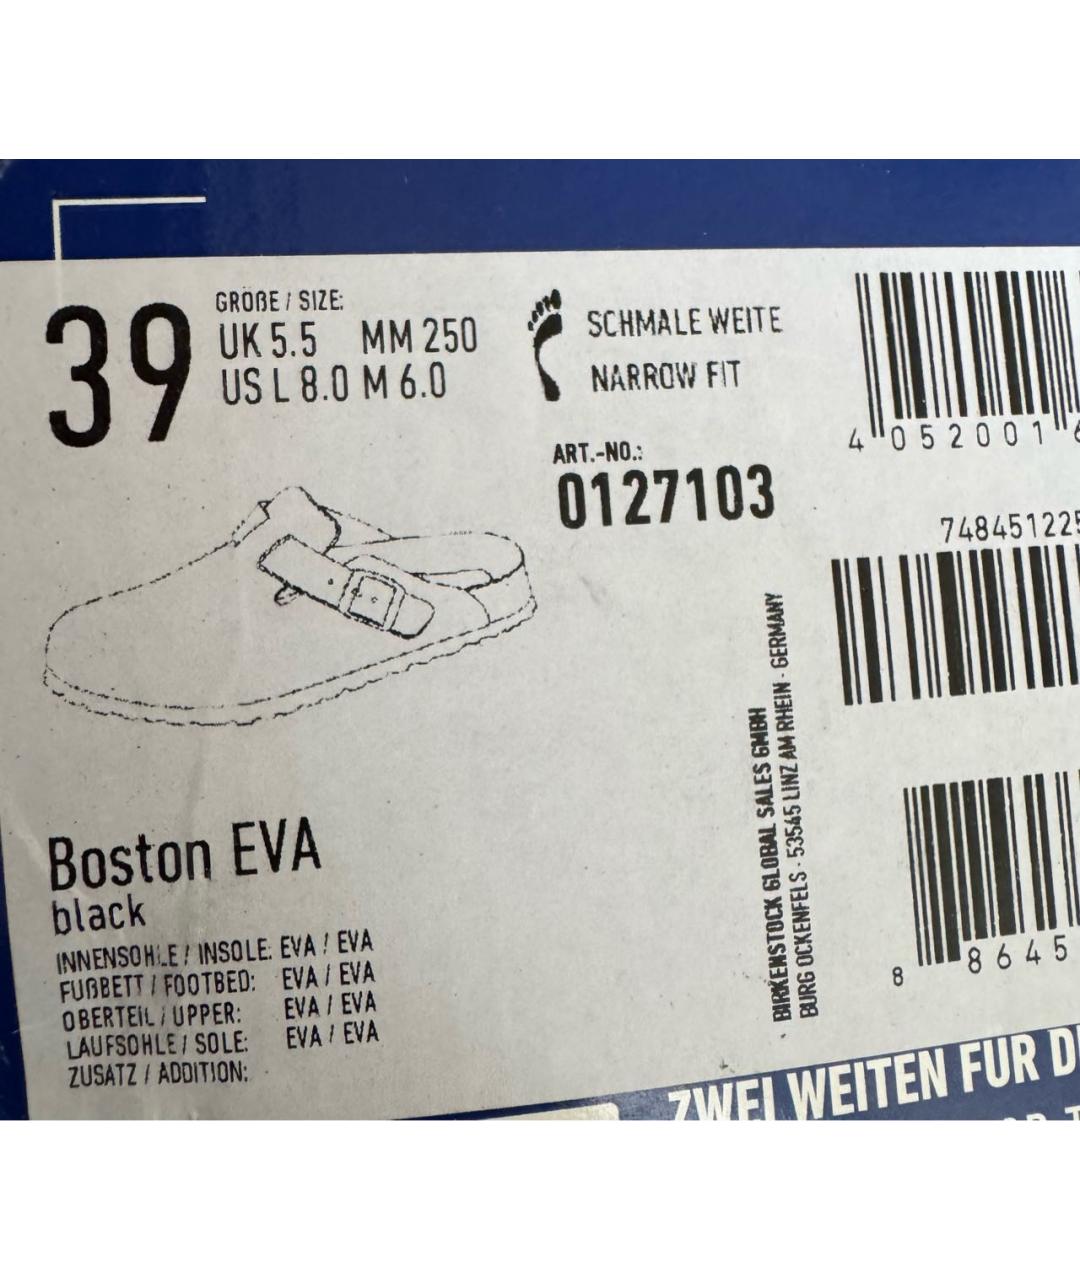 39
GRÖßE / SIZE:
UK 5.5 MM 250
US L 8.0 M 6.0
SCHMALE WEITE
NARROW FIT
ART.-NO.:
0127103
4 052001
748451225
8 8645
Boston EVA
black
INNENSOHLE / INSOLE: EVA / EVA
FUßBETT / FOOTBED: EVA / EVA
OBERTEIL / UPPER: EVA / EVA
LAUFSOHLE / SOLE: EVA / EVA
ZUSATZ / ADDITION:
BIRKENSTOCK GLOBAL SALES GMBH
BURG OCKENFELS · 53545 LINZ AM RHEIN · GERMANY
ZWEI WEITEN FÜR